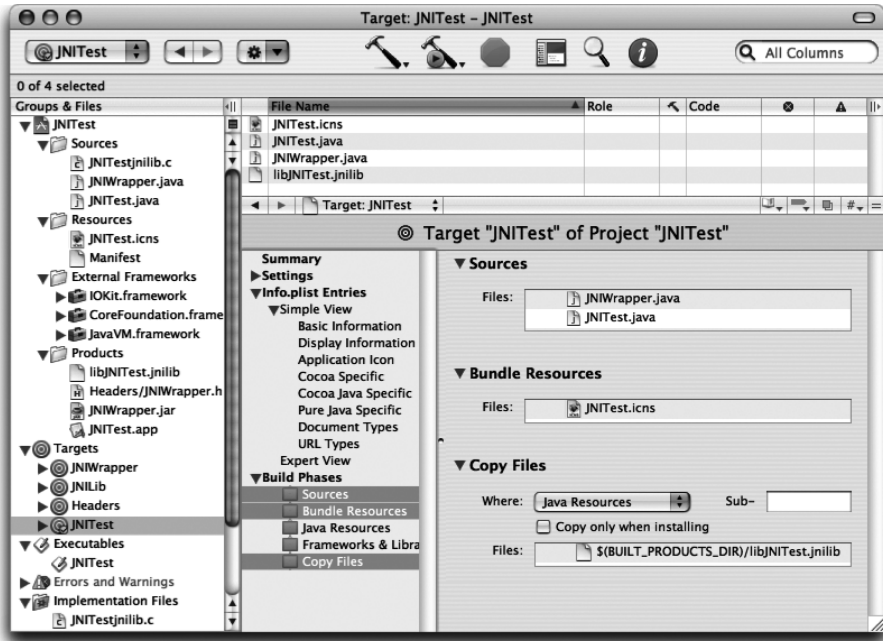 Target: JNITest – JNITest
JNITest
All Columns
0 of 4 selected
Groups & Files
JNITest
Sources
JNITestjnilib.c
JNIWrapper.java
JNITest.java
Resources
JNITest.icns
Manifest
External Frameworks
IOKit.framework
CoreFoundation.frame
JavaVM.framework
Products
libJNITest.jnilib
Headers/JNIWrapper.h
JNIWrapper.jar
JNITest.app
Targets
JNIWrapper
JNILib
Headers
JNITest
Executables
JNITest
Errors and Warnings
Implementation Files
JNITestjnilib.c
File Name Role Code
JNITest.icns
JNITest.java
JNIWrapper.java
libJNITest.jnilib
Target: JNITest #
Target "JNITest" of Project "JNITest"
Summary
Settings
Info.plist Entries
Simple View
Basic Information
Display Information
Application Icon
Cocoa Specific
Cocoa Java Specific
Pure Java Specific
Document Types
URL Types
Expert View
Build Phases
Sources
Bundle Resources
Java Resources
Frameworks & Libra
Copy Files
Sources
Files: JNIWrapper.java
JNITest.java
Bundle Resources
Files: JNITest.icns
Copy Files
Where: Java Resources Sub–
Copy only when installing
Files: $(BUILT_PRODUCTS_DIR)/libJNITest.jnilib